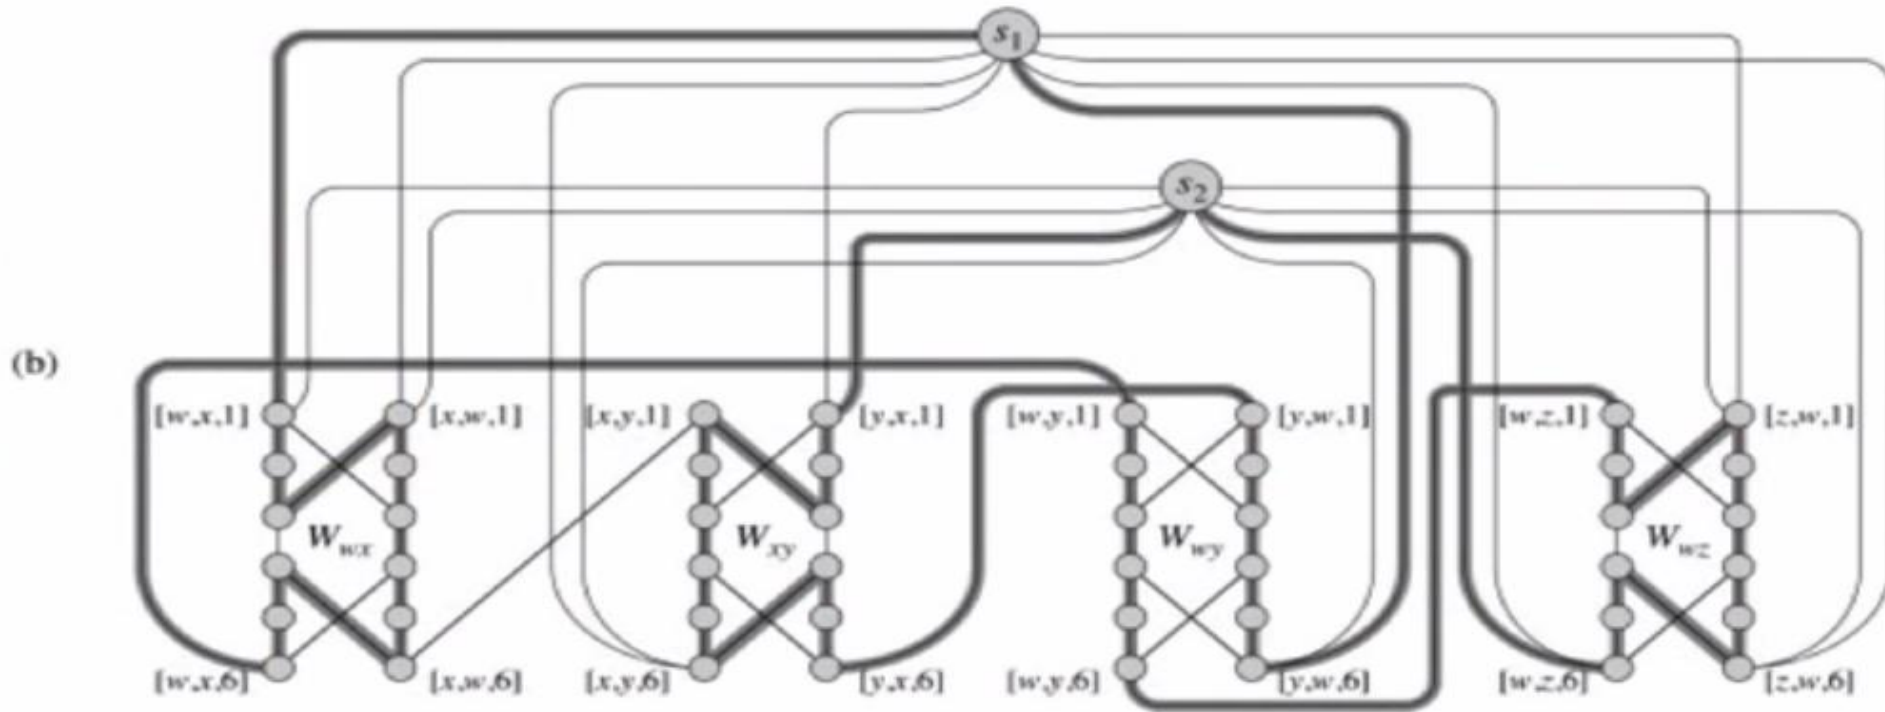 s1
s2
(b)
[w,x,1] [x,w,1] [x,y,1] [y,x,1] [w,y,1] [y,w,1] [w,z,1] [z,w,1]
Wwx Wxy Wwy Wwz
[w,x,6] [x,w,6] [x,y,6] [y,x,6] [w,y,6] [y,w,6] [w,z,6] [z,w,6]